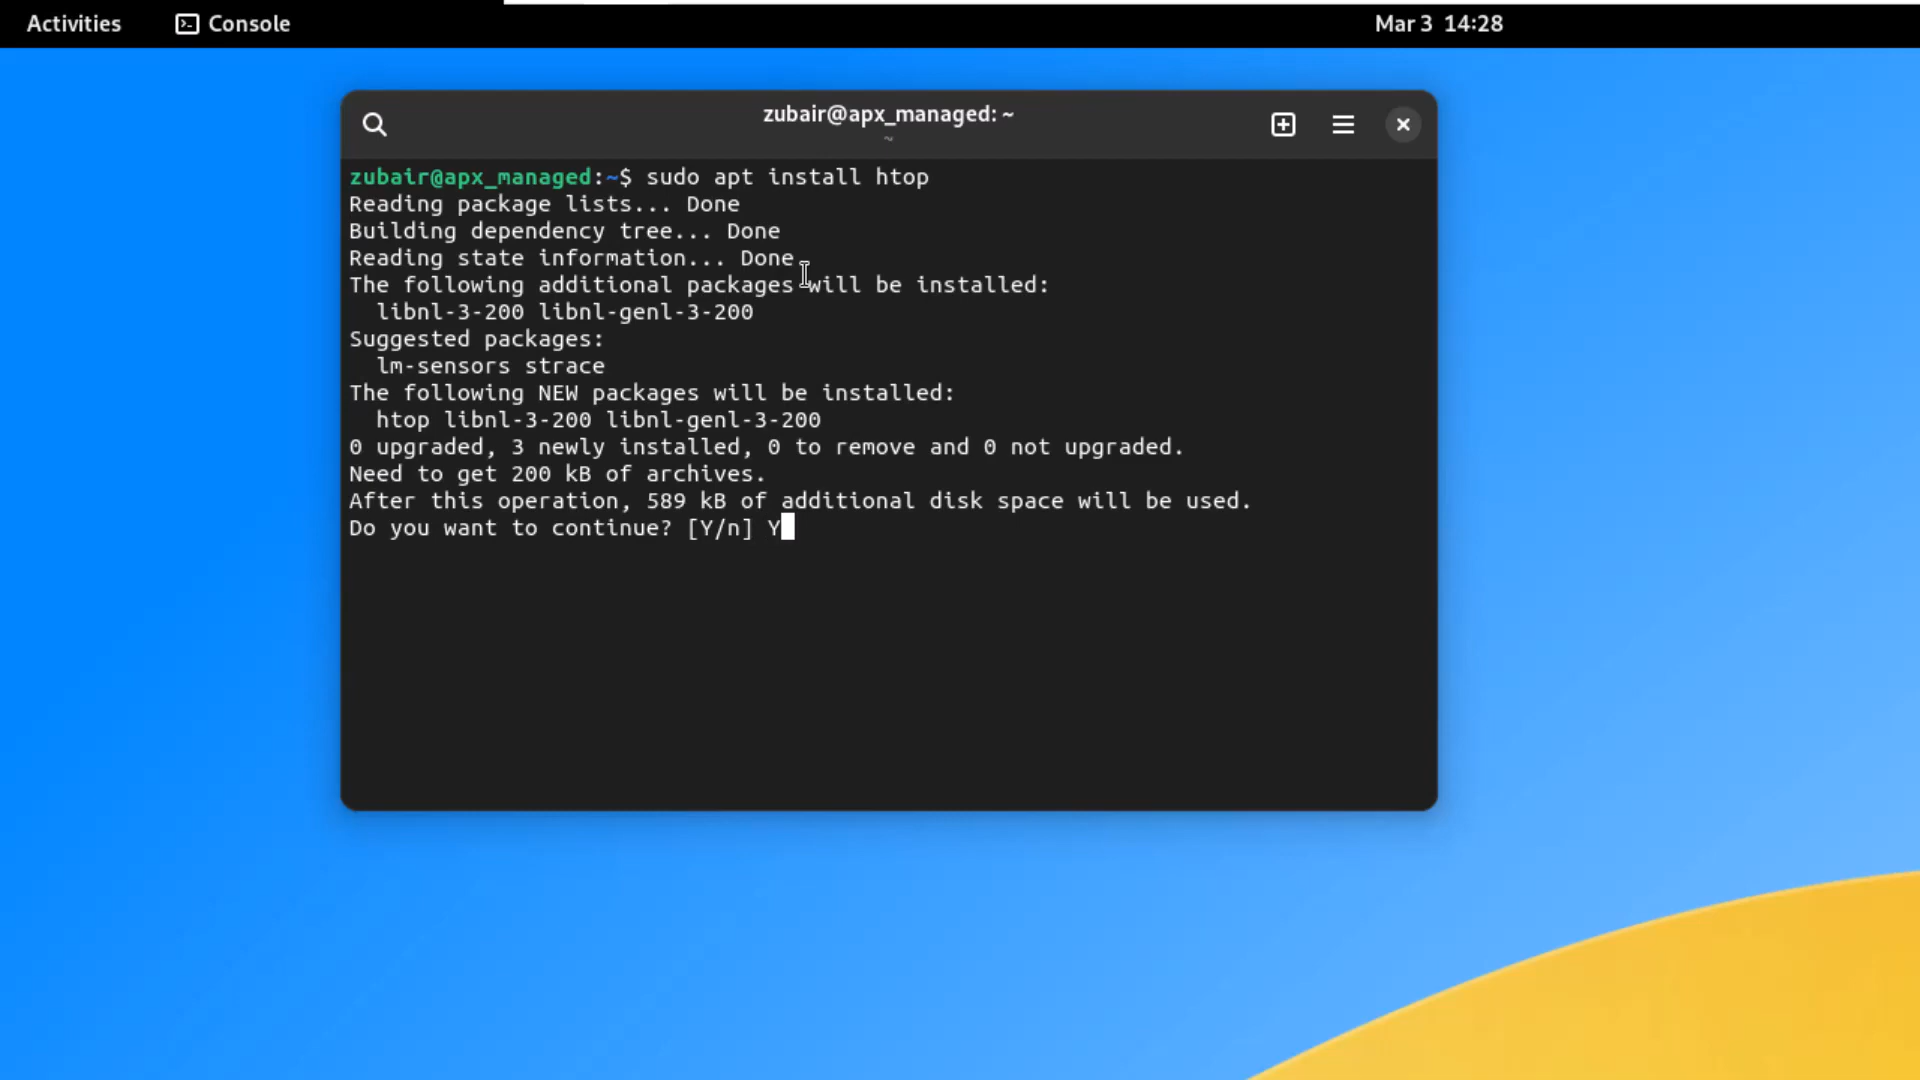 Activities
Console
Mar 3 14:28
zubair@apx_managed: ~
~
zubair@apx_managed:~$ sudo apt install htop
Reading package lists... Done
Building dependency tree... Done
Reading state information... Done
The following additional packages will be installed:
libnl-3-200 libnl-genl-3-200
Suggested packages:
lm-sensors strace
The following NEW packages will be installed:
htop libnl-3-200 libnl-genl-3-200
0 upgraded, 3 newly installed, 0 to remove and 0 not upgraded.
Need to get 200 kB of archives.
After this operation, 589 kB of additional disk space will be used.
Do you want to continue? [Y/n] Y